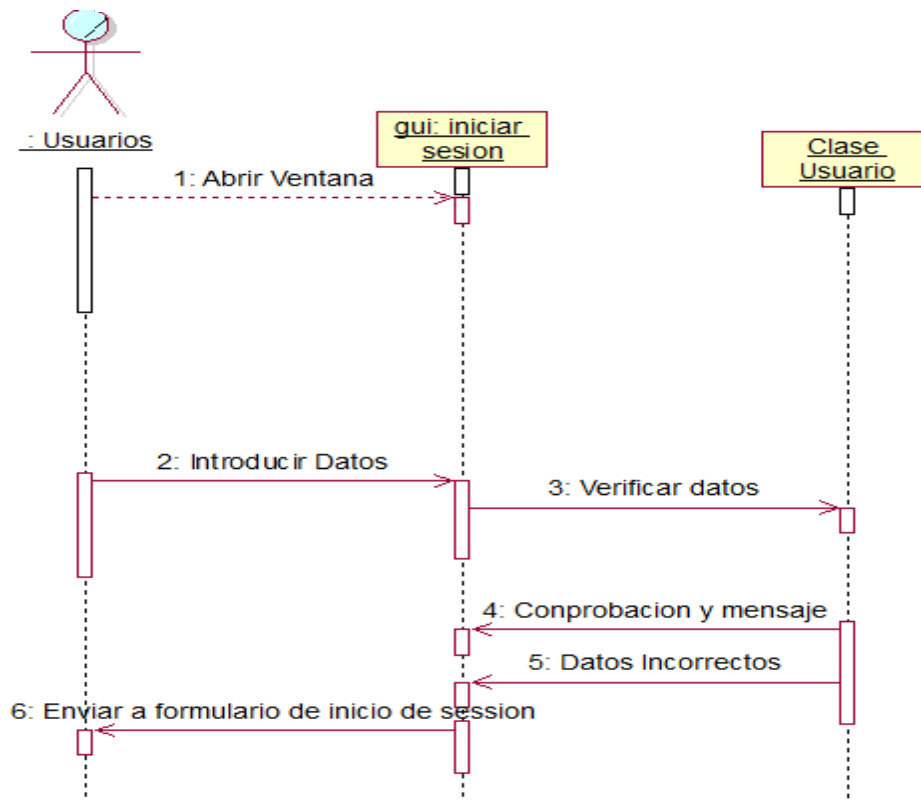 : Usuarios
gui: iniciar
sesion
Clase
Usuario
1: Abrir Ventana
2: Introducir Datos
3: Verificar datos
4: Conprobacion y mensaje
5: Datos Incorrectos
6: Enviar a formulario de inicio de session